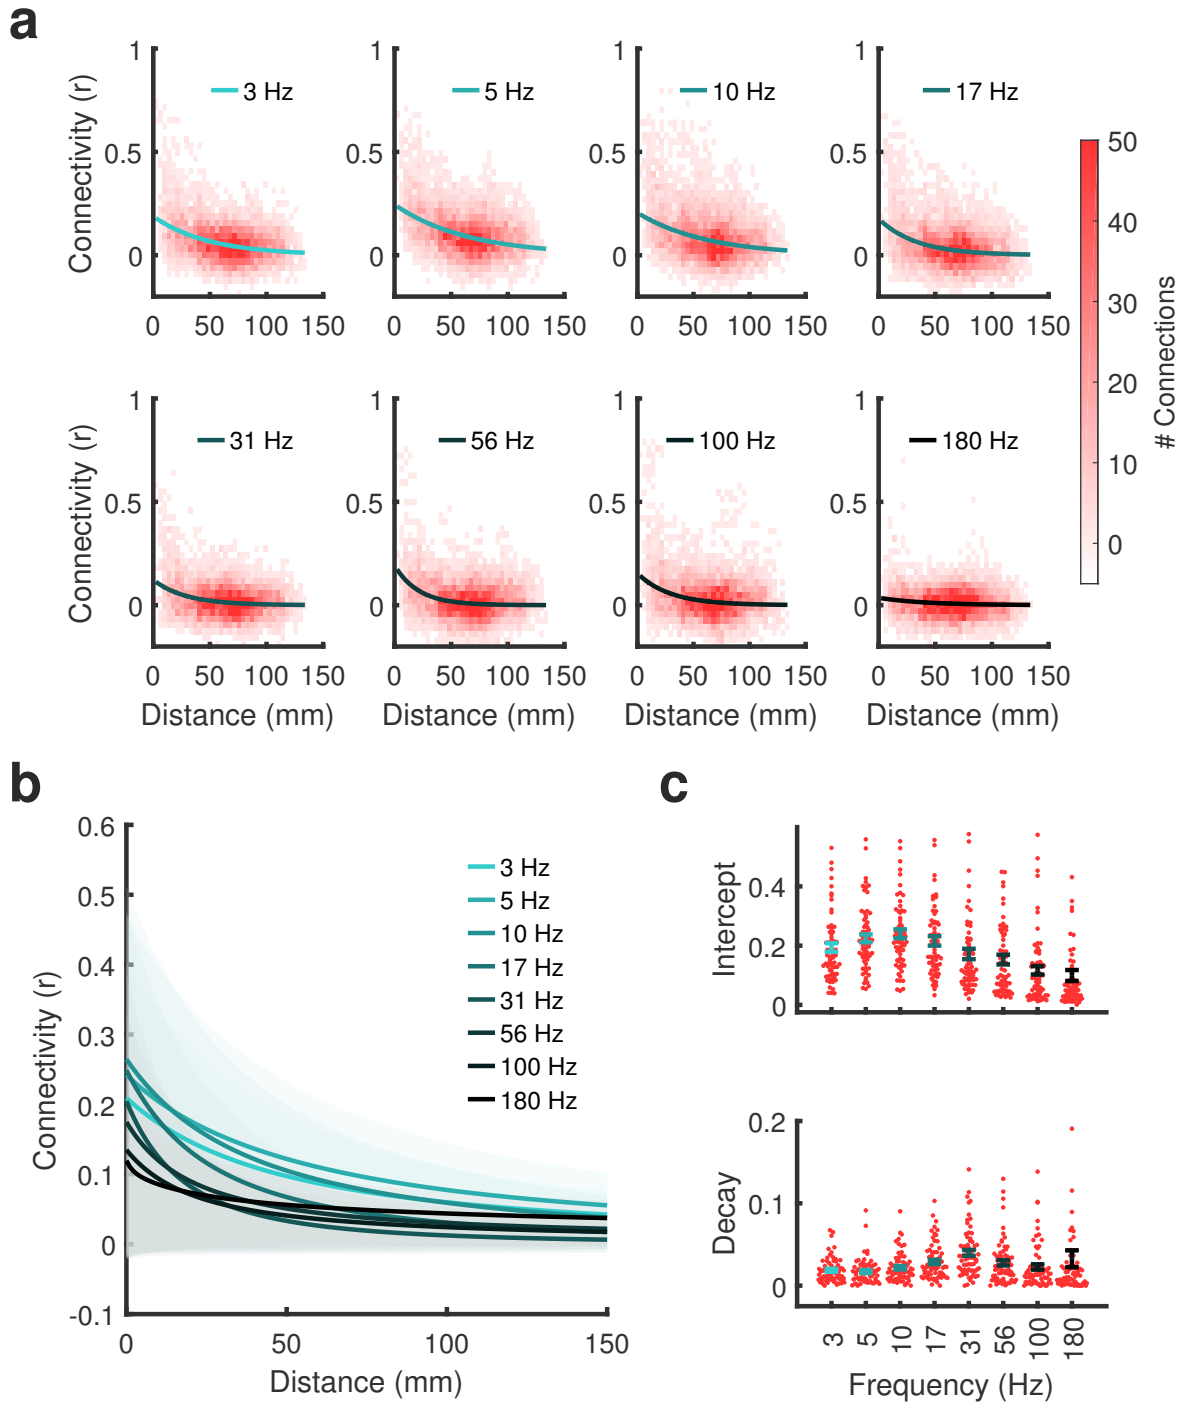 a
1
0.5
0
Connectivity (r)
3 Hz
0 50 100 150
1
0.5
0
5 Hz
0 50 100 150
1
0.5
0
10 Hz
0 50 100 150
1
0.5
0
17 Hz
0 50 100 150
50
40
30
20
10
0
# Connections
1
0.5
0
Connectivity (r)
31 Hz
0 50 100 150
Distance (mm)
1
0.5
0
56 Hz
0 50 100 150
Distance (mm)
1
0.5
0
100 Hz
0 50 100 150
Distance (mm)
1
0.5
0
180 Hz
0 50 100 150
Distance (mm)
b
0.6
0.5
0.4
0.3
0.2
0.1
0
-0.1
Connectivity (r)
3 Hz
5 Hz
10 Hz
17 Hz
31 Hz
56 Hz
100 Hz
180 Hz
0 50 100 150
Distance (mm)
c
0.4
0.2
0
Intercept
0.2
0.1
0
Decay
3 5 10 17 31 56 100 180
Frequency (Hz)